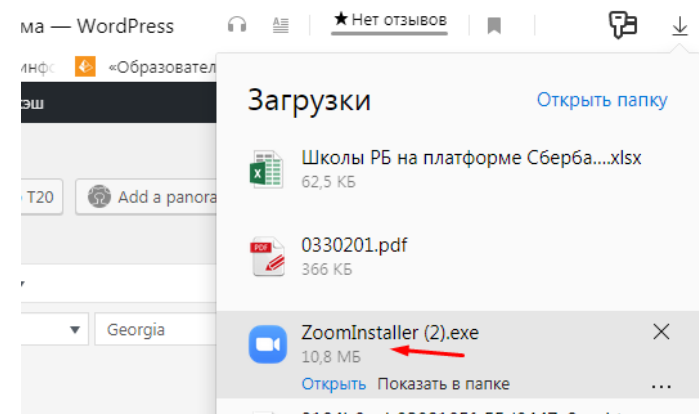 ма — WordPress
★ Нет отзывов
«Образовател
Загрузки
Открыть папку
эш
Школы РБ на платформе Сберба....xlsx
62,5 КБ
T20
Add a panora
0330201.pdf
366 КБ
Georgia
ZoomInstaller (2).exe
10,8 МБ
Открыть Показать в папке